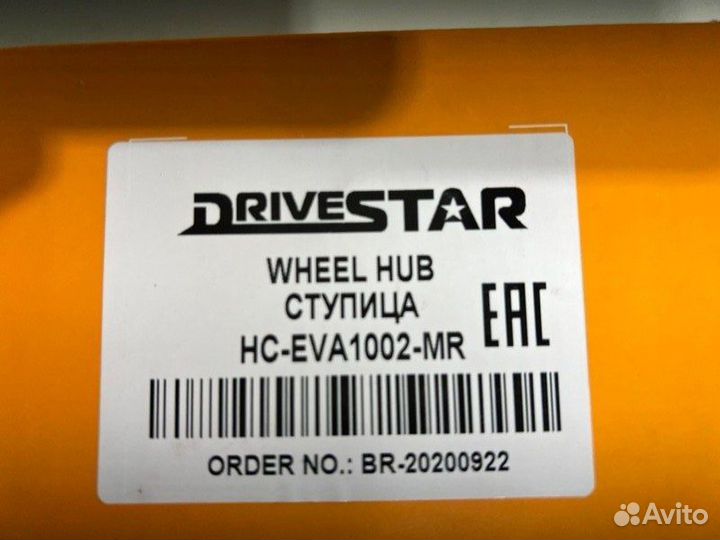 DRIVESTAR
WHEEL HUB
СТУПИЦА
EAC
HC-EVA1002-MR
ORDER NO.: BR-20200922
Avito